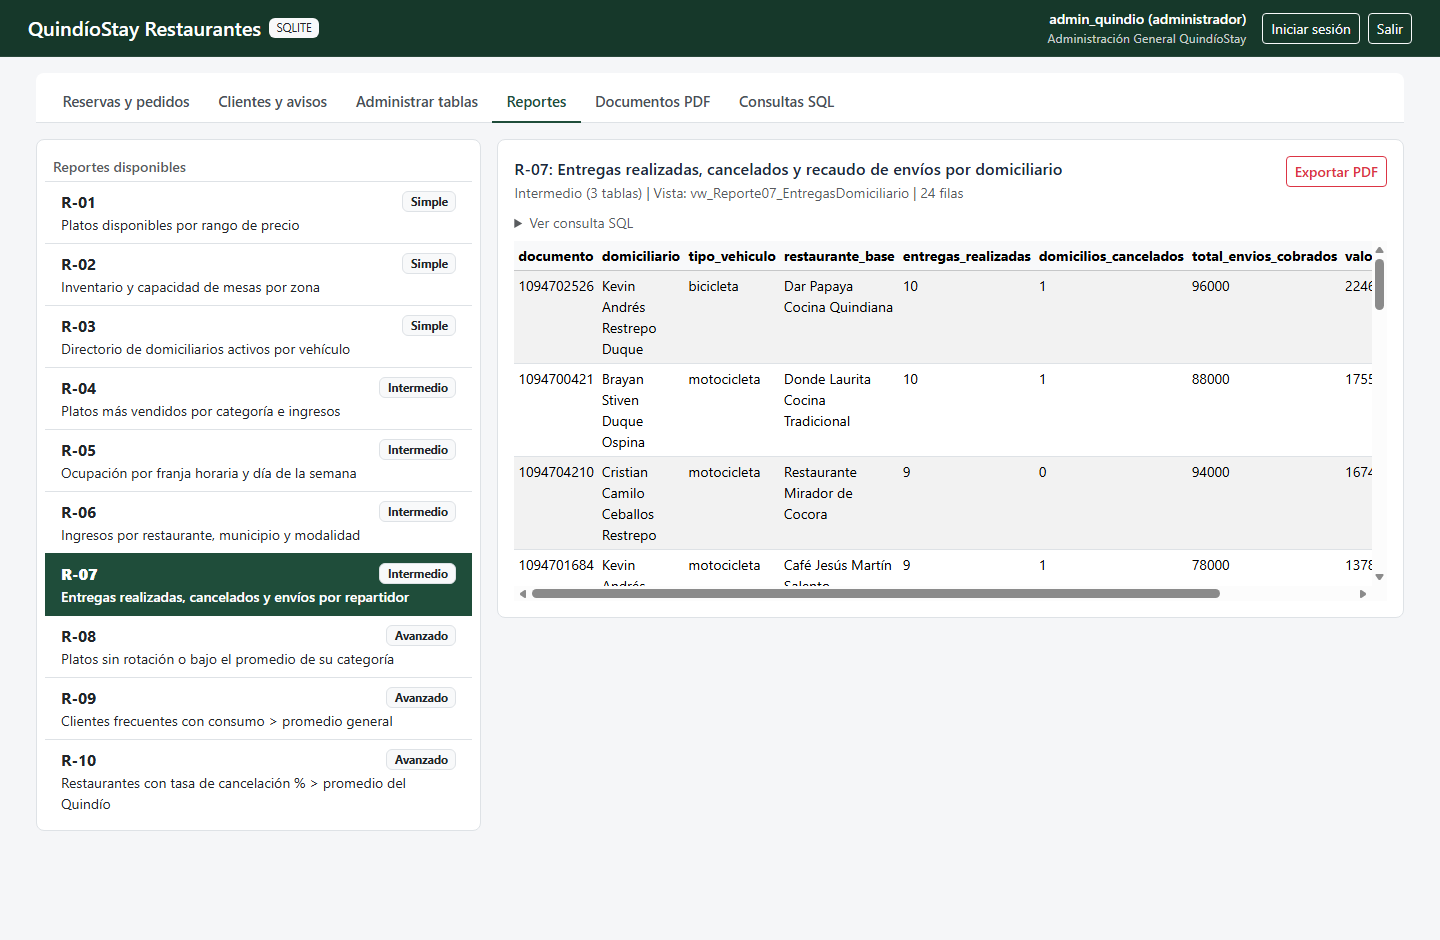 QuindíoStay Restaurantes SQLITE
admin_quindio (administrador)
Administración General QuindíoStay
Iniciar sesión
Salir
Reservas y pedidos
Clientes y avisos
Administrar tablas
Reportes
Documentos PDF
Consultas SQL
Reportes disponibles
R-01 Simple
Platos disponibles por rango de precio
R-02 Simple
Inventario y capacidad de mesas por zona
R-03 Simple
Directorio de domiciliarios activos por vehículo
R-04 Intermedio
Platos más vendidos por categoría e ingresos
R-05 Intermedio
Ocupación por franja horaria y día de la semana
R-06 Intermedio
Ingresos por restaurante, municipio y modalidad
R-07 Intermedio
Entregas realizadas, cancelados y envíos por repartidor
R-08 Avanzado
Platos sin rotación o bajo el promedio de su categoría
R-09 Avanzado
Clientes frecuentes con consumo > promedio general
R-10 Avanzado
Restaurantes con tasa de cancelación % > promedio del
Quindío
R-07: Entregas realizadas, cancelados y recaudo de envíos por domiciliario
Exportar PDF
Intermedio (3 tablas) | Vista: vw_Reporte07_EntregasDomiciliario | 24 filas
Ver consulta SQL
documento domiciliario tipo_vehiculo restaurante_base entregas_realizadas domicilios_cancelados total_envios_cobrados valo
1094702526 Kevin bicicleta Dar Papaya 10 1 96000 2246
Andrés Cocina Quindiana
Restrepo
Duque
1094700421 Brayan motocicleta Donde Laurita 10 1 88000 1755
Stiven Cocina
Duque Tradicional
Ospina
1094704210 Cristian motocicleta Restaurante 9 0 94000 1674
Camilo Mirador de
Ceballos Cocora
Restrepo
1094701684 Kevin motocicleta Café Jesús Martín 9 1 78000 1378
Andrés Salento